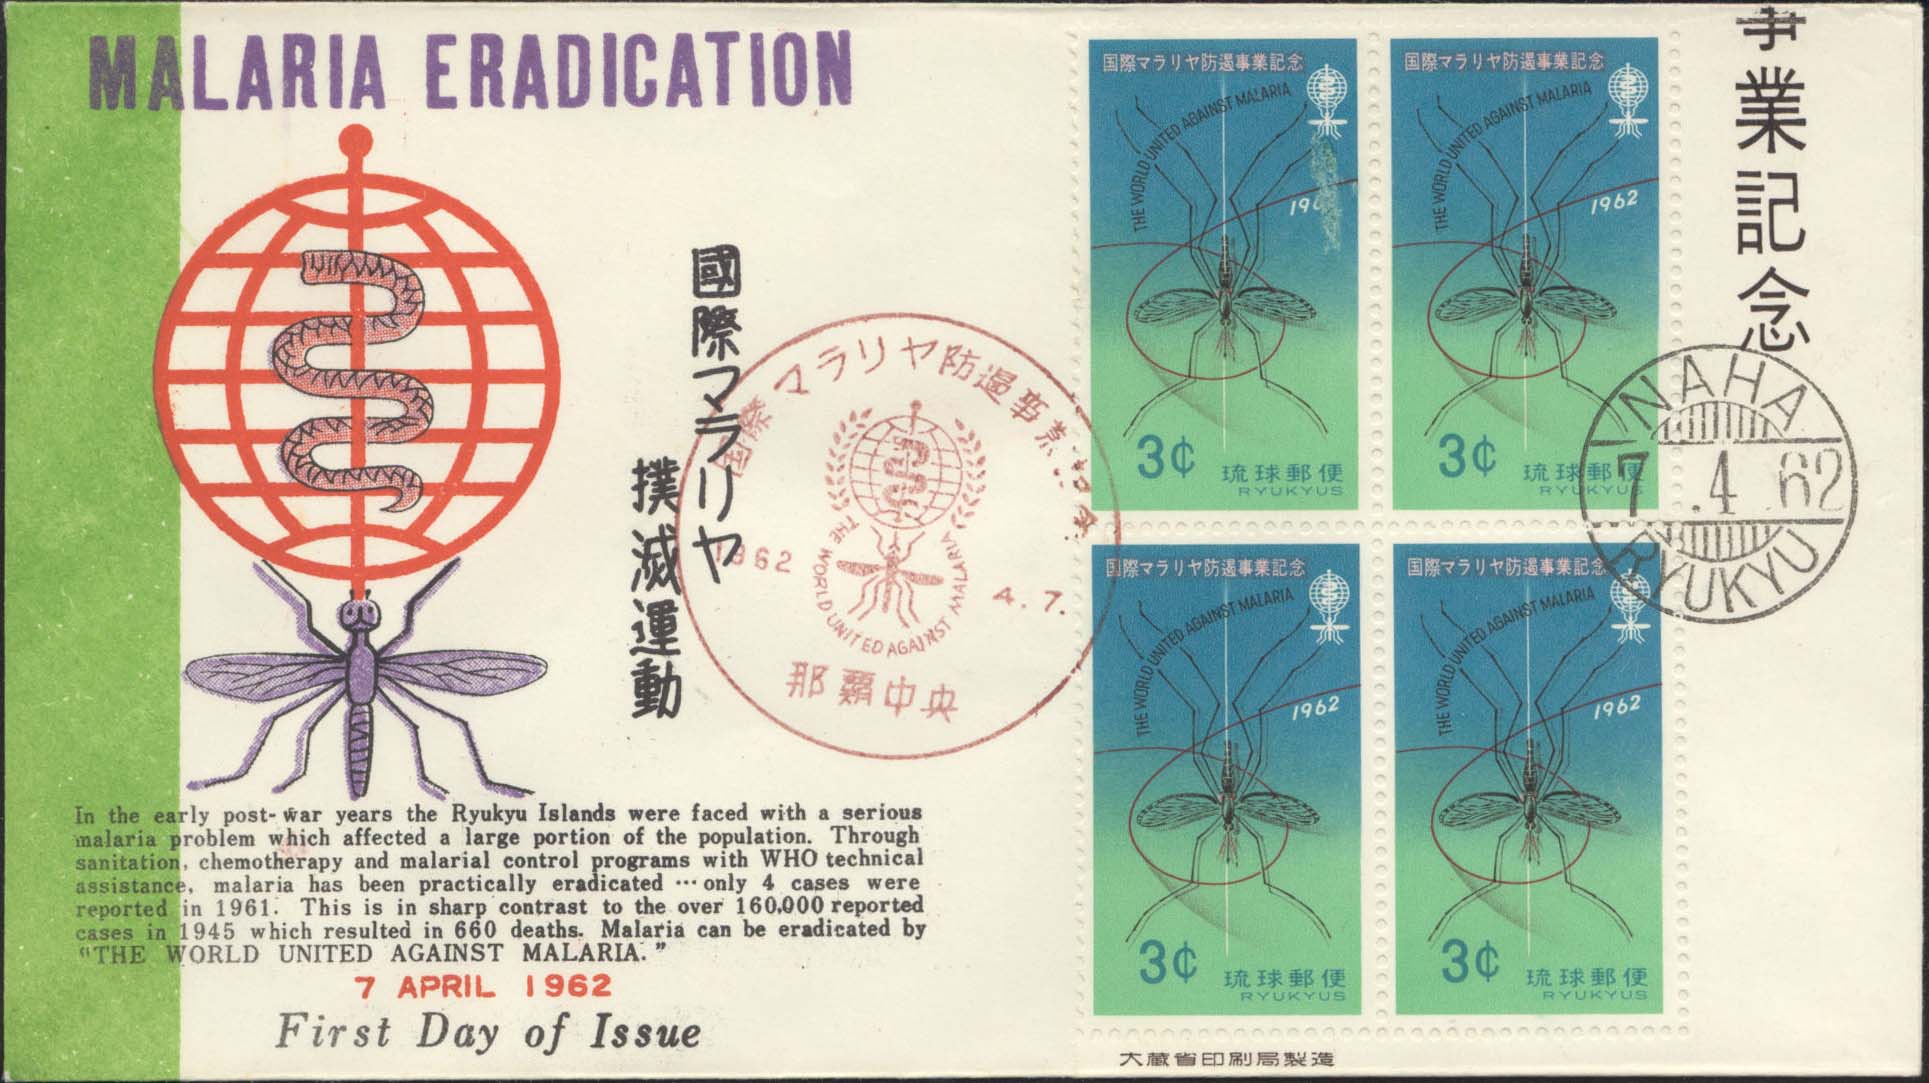 MALARIA ERADICATION
國際マラリヤ
撲滅運動
In the early post-war years the Ryukyu Islands were faced with a serious
malaria problem which affected a large portion of the population. Through
sanitation, chemotherapy and malarial control programs with WHO technical
assistance, malaria has been practically eradicated … only 4 cases were
reported in 1961. This is in sharp contrast to the over 160,000 reported
cases in 1945 which resulted in 660 deaths. Malaria can be eradicated by
"THE WORLD UNITED AGAINST MALARIA."
7 APRIL 1962
First Day of Issue
国際マラリヤ防遏事業
1962 4.7.
THE WORLD UNITED AGAINST MALARIA
那覇中央
国際マラリヤ防遏事業記念
THE WORLD UNITED AGAINST MALARIA
19
3¢
琉球郵便
RYUKYUS
国際マラリヤ防遏事業記念
THE WORLD UNITED AGAINST MALARIA
1962
3¢
琉球郵便
RYUKYUS
国際マラリヤ防遏事業記念
THE WORLD UNITED AGAINST MALARIA
1962
3¢
琉球郵便
RYUKYUS
国際マラリヤ防遏事業記念
THE WORLD UNITED AGAINST MALARIA
1962
3¢
琉球郵便
RYUKYUS
事業記念
NAHA
7.4.62
RYUKYU
大蔵省印刷局製造